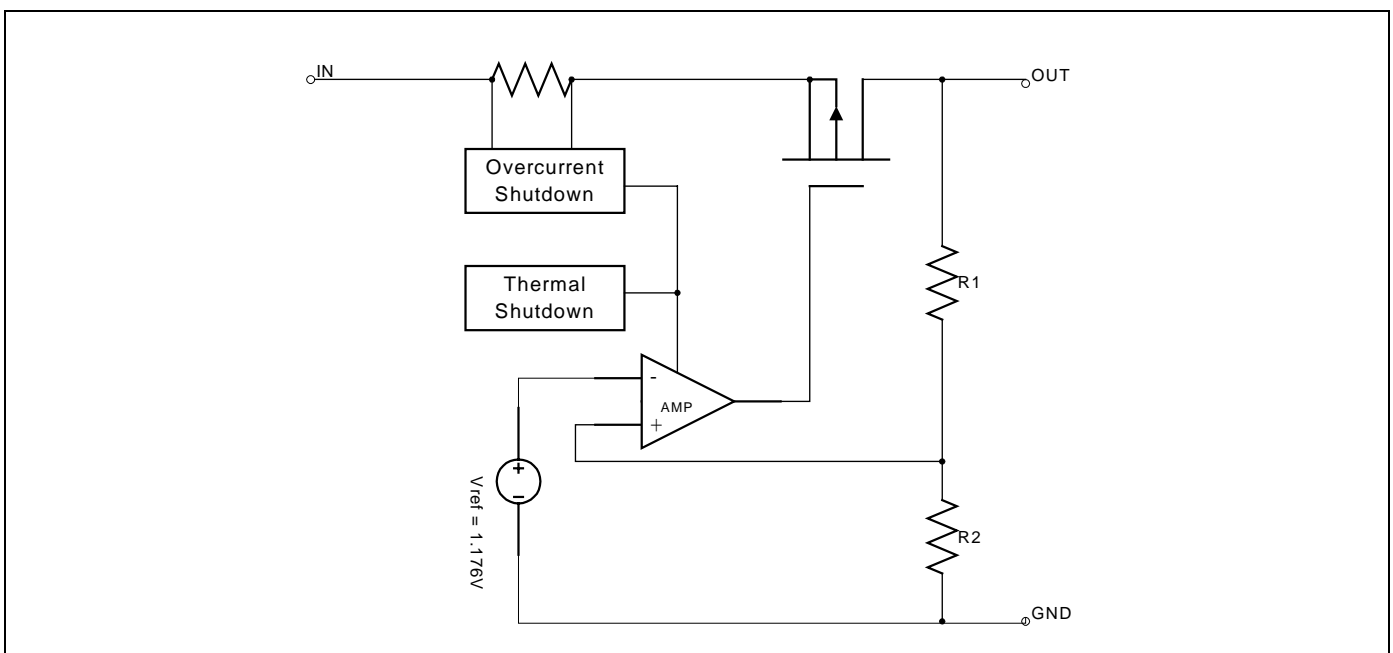 IN
OUT
Overcurrent
Shutdown
Thermal
Shutdown
R1
-
AMP
+
+
−
Vref = 1.176V
R2
GND